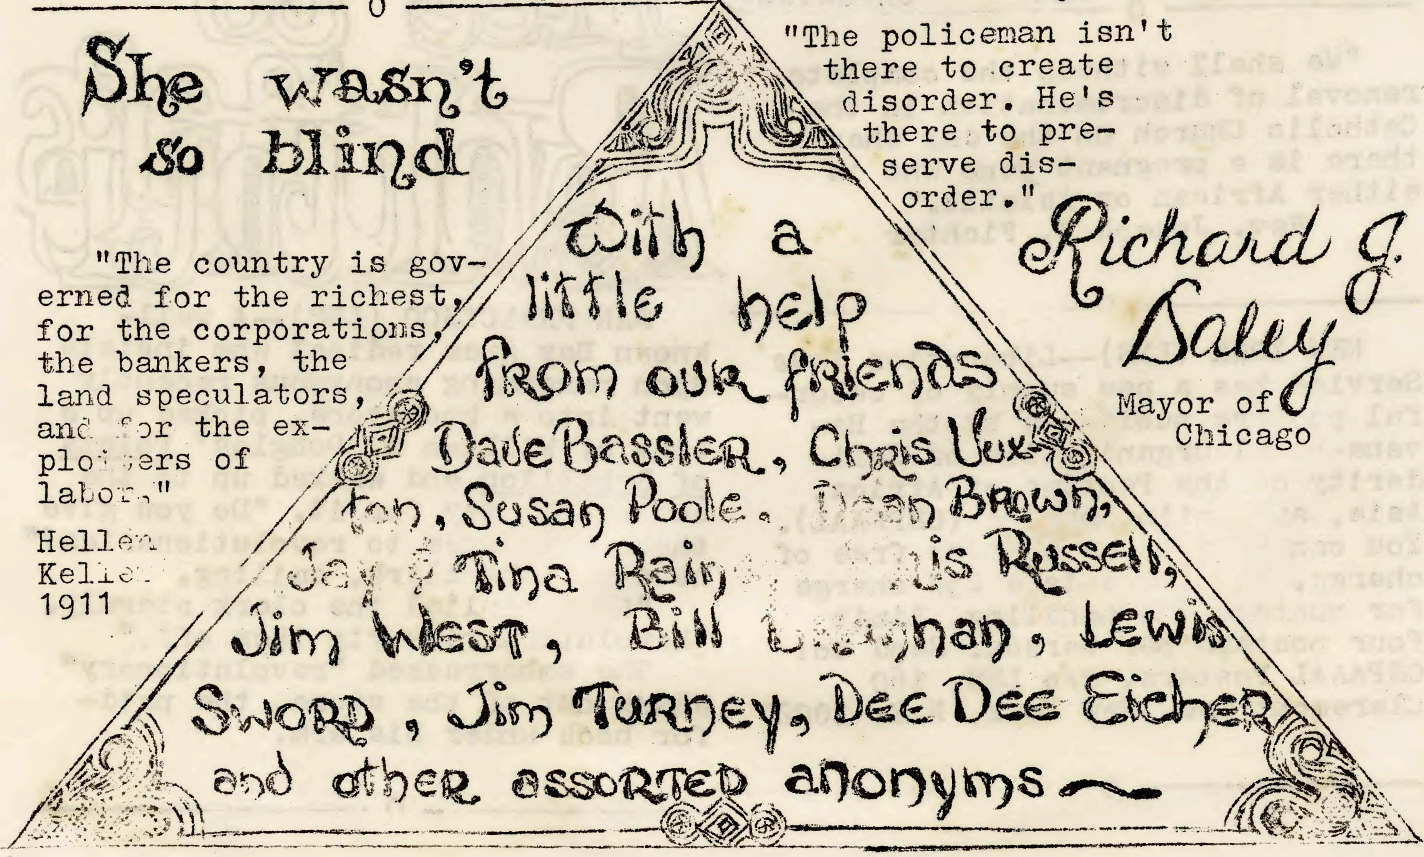 She wasn't
so blind
"The country is gov-
erned for the richest,
for the corporations,
the bankers, the
land speculators,
and for the ex-
ploiters of
labor."
Hellen
Keller
1911
"The policeman isn't
there to create
disorder. He's
there to pre-
serve dis-
order."
Richard J.
Daley
Mayor of
Chicago
With a
little help
from our friends
Dave Bassler, Chris Vux-
ton, Susan Poole, Brown,
Jay & Tina Russell,
Jim West, Bill Lewis
Sword, Jim Turney, Dee Dee Eicher
and other assorted anonyms~